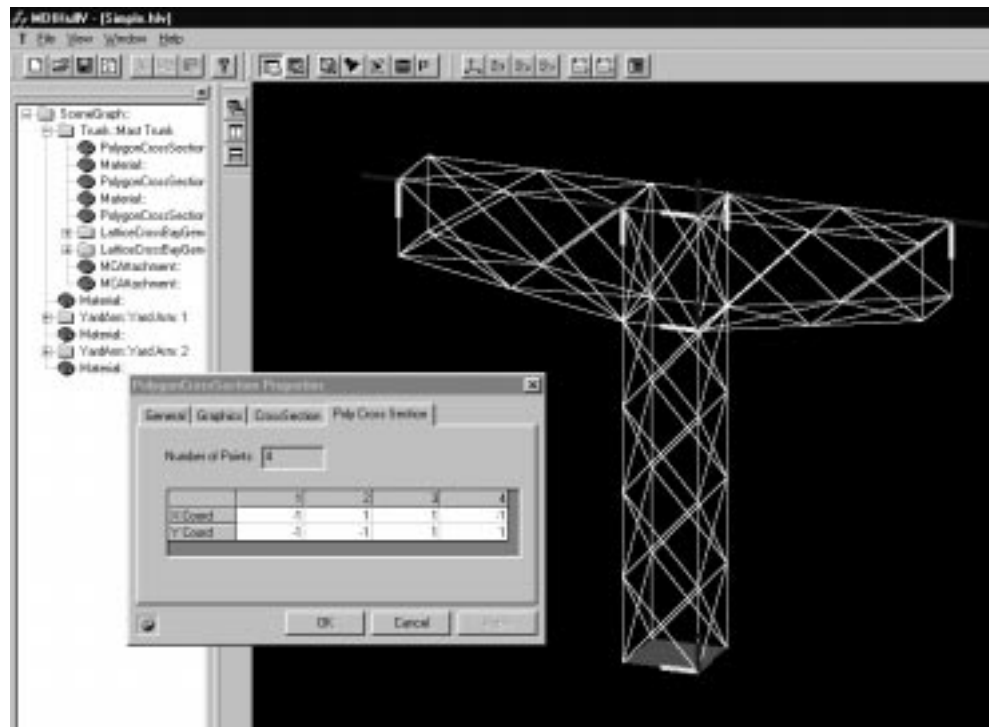 MDIHullV - [Simple.hlv]
File View Window Help
SceneGraph:
Trunk: Mast Trunk
PolygonCrossSection
Material:
PolygonCrossSection
Material:
PolygonCrossSection
LatticeCrossBayGen
LatticeCrossBayGen
MCAttachment:
MCAttachment:
Material:
YardArm: YardArm: 1
Material:
YardArm: YardArm: 2
Material:
PolygonCrossSection Properties
General Graphics CrossSection Poly Cross Section
Number of Points: 4
1 2 3 4
X Coord -1 1 1 -1
Y Coord -1 -1 1 1
OK Cancel